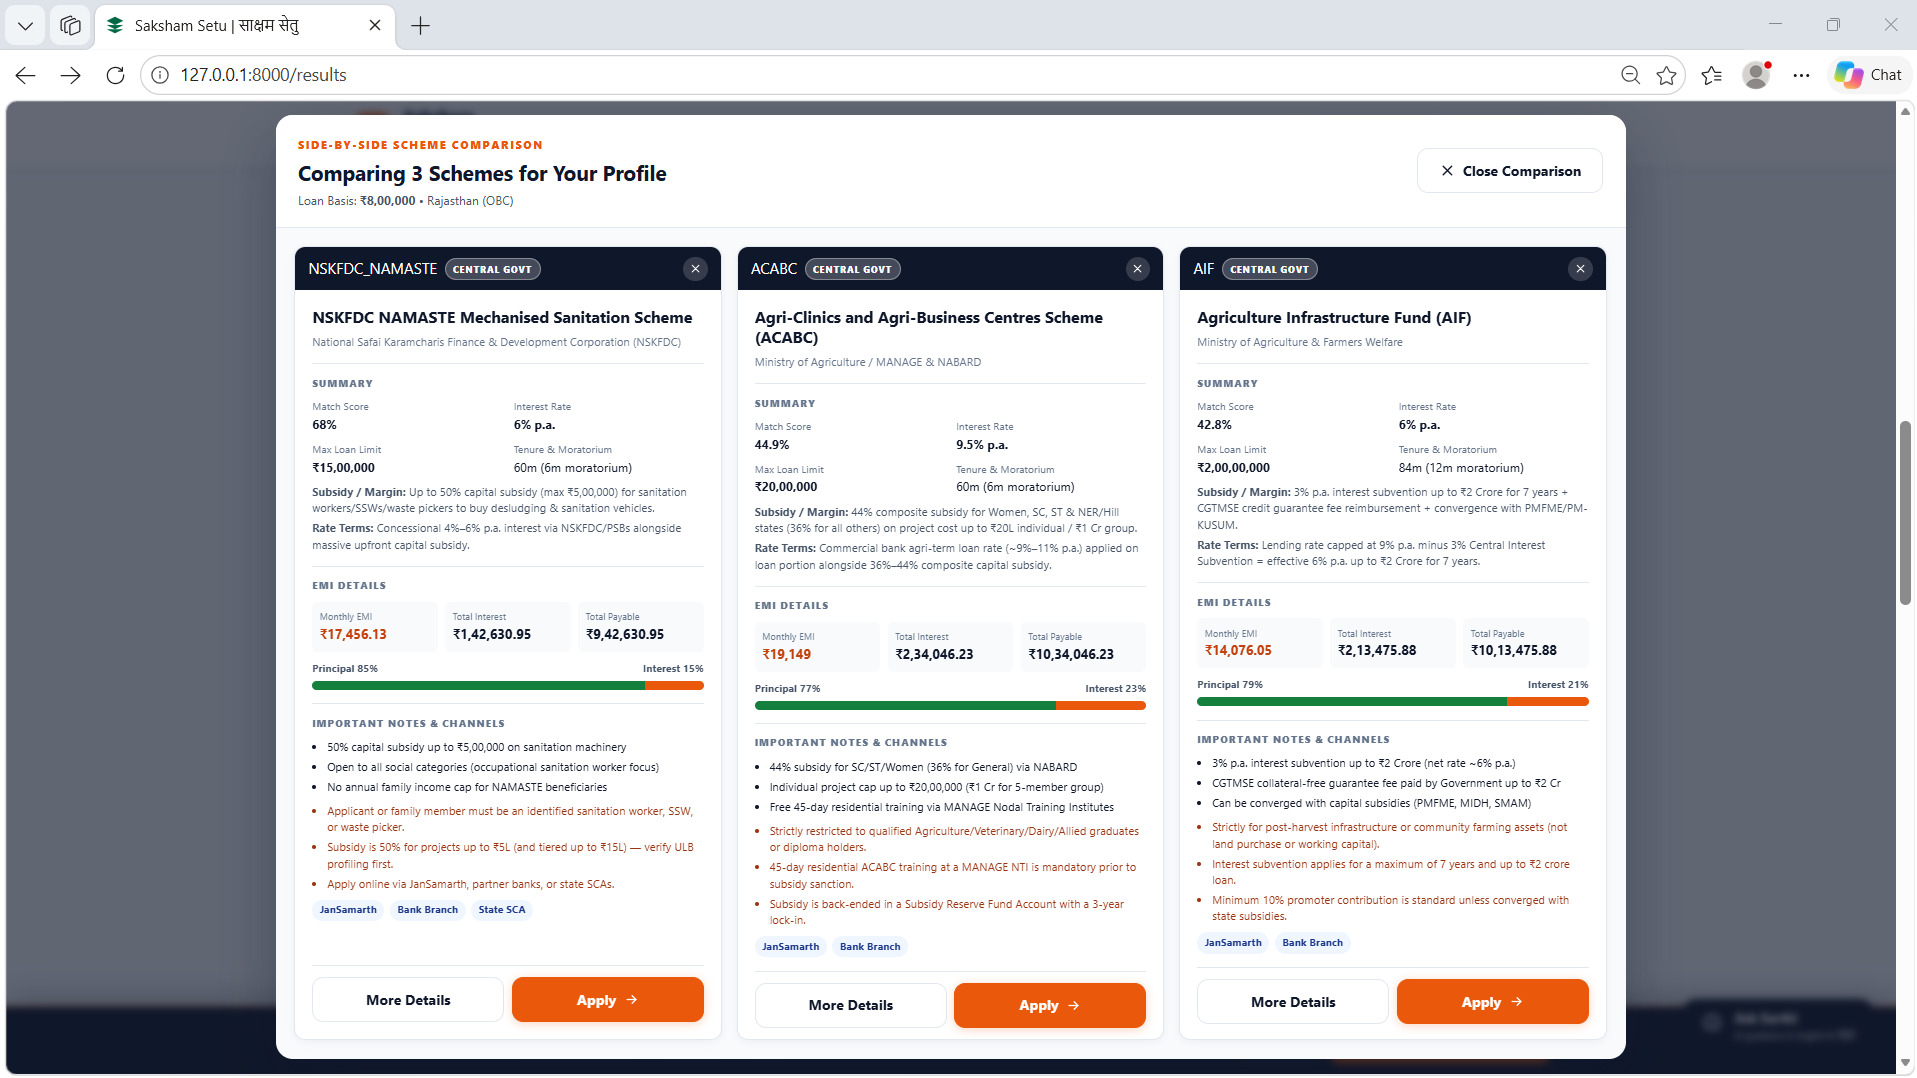 Saksham Setu | साक्षम सेतु
127.0.0.1:8000/results
Chat
SIDE-BY-SIDE SCHEME COMPARISON
Comparing 3 Schemes for Your Profile
Loan Basis: ₹8,00,000 • Rajasthan (OBC)
Close Comparison
NSKFDC_NAMASTE CENTRAL GOVT
NSKFDC NAMASTE Mechanised Sanitation Scheme
National Safai Karamcharis Finance & Development Corporation (NSKFDC)
SUMMARY
Match Score
68%
Interest Rate
6% p.a.
Max Loan Limit
₹15,00,000
Tenure & Moratorium
60m (6m moratorium)
Subsidy / Margin: Up to 50% capital subsidy (max ₹5,00,000) for sanitation
workers/SSWs/waste pickers to buy desludging & sanitation vehicles.
Rate Terms: Concessional 4%–6% p.a. interest via NSKFDC/PSBs alongside
massive upfront capital subsidy.
EMI DETAILS
Monthly EMI
₹17,456.13
Total Interest
₹1,42,630.95
Total Payable
₹9,42,630.95
Principal 85%
Interest 15%
IMPORTANT NOTES & CHANNELS
• 50% capital subsidy up to ₹5,00,000 on sanitation machinery
• Open to all social categories (occupational sanitation worker focus)
• No annual family income cap for NAMASTE beneficiaries
• Applicant or family member must be an identified sanitation worker, SSW,
or waste picker.
• Subsidy is 50% for projects up to ₹5L (and tiered up to ₹15L) — verify ULB
profiling first.
• Apply online via JanSamarth, partner banks, or state SCAs.
JanSamarth
Bank Branch
State SCA
More Details
Apply →
ACABC CENTRAL GOVT
Agri-Clinics and Agri-Business Centres Scheme
(ACABC)
Ministry of Agriculture / MANAGE & NABARD
SUMMARY
Match Score
44.9%
Interest Rate
9.5% p.a.
Max Loan Limit
₹20,00,000
Tenure & Moratorium
60m (6m moratorium)
Subsidy / Margin: 44% composite subsidy for Women, SC, ST & NER/Hill
states (36% for all others) on project cost up to ₹20L individual / ₹1 Cr group.
Rate Terms: Commercial bank agri-term loan rate (~9%–11% p.a.) applied on
loan portion alongside 36%–44% composite capital subsidy.
EMI DETAILS
Monthly EMI
₹19,149
Total Interest
₹2,34,046.23
Total Payable
₹10,34,046.23
Principal 77%
Interest 23%
IMPORTANT NOTES & CHANNELS
• 44% subsidy for SC/ST/Women (36% for General) via NABARD
• Individual project cap up to ₹20,00,000 (₹1 Cr for 5-member group)
• Free 45-day residential training via MANAGE Nodal Training Institutes
• Strictly restricted to qualified Agriculture/Veterinary/Dairy/Allied graduates
or diploma holders.
• 45-day residential ACABC training at a MANAGE NTI is mandatory prior to
subsidy sanction.
• Subsidy is back-ended in a Subsidy Reserve Fund Account with a 3-year
lock-in.
JanSamarth
Bank Branch
More Details
Apply →
AIF CENTRAL GOVT
Agriculture Infrastructure Fund (AIF)
Ministry of Agriculture & Farmers Welfare
SUMMARY
Match Score
42.8%
Interest Rate
6% p.a.
Max Loan Limit
₹2,00,00,000
Tenure & Moratorium
84m (12m moratorium)
Subsidy / Margin: 3% p.a. interest subvention up to ₹2 Crore for 7 years +
CGTMSE credit guarantee fee reimbursement + convergence with PMFME/PM-
KUSUM.
Rate Terms: Lending rate capped at 9% p.a. minus 3% Central Interest
Subvention = effective 6% p.a. up to ₹2 Crore for 7 years.
EMI DETAILS
Monthly EMI
₹14,076.05
Total Interest
₹2,13,475.88
Total Payable
₹10,13,475.88
Principal 79%
Interest 21%
IMPORTANT NOTES & CHANNELS
• 3% p.a. interest subvention up to ₹2 Crore (net rate ~6% p.a.)
• CGTMSE collateral-free guarantee fee paid by Government up to ₹2 Cr
• Can be converged with capital subsidies (PMFME, MIDH, SMAM)
• Strictly for post-harvest infrastructure or community farming assets (not
land purchase or working capital).
• Interest subvention applies for a maximum of 7 years and up to ₹2 crore
loan.
• Minimum 10% promoter contribution is standard unless converged with
state subsidies.
JanSamarth
Bank Branch
More Details
Apply →